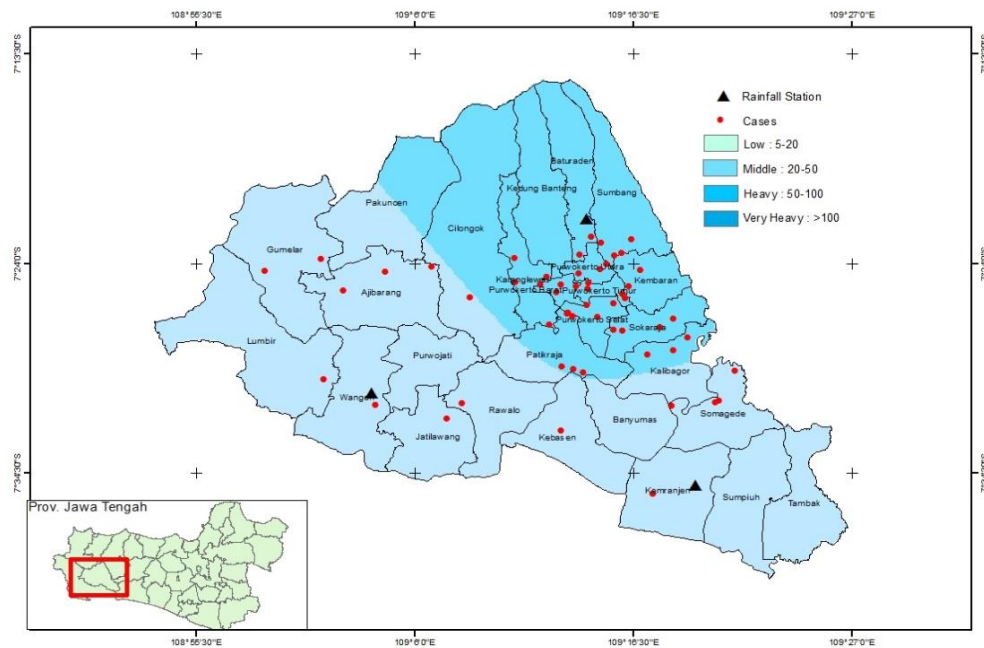 108°55'30"E 109°6'0"E 109°16'30"E 109°27'0"E
7°13'30"S
Rainfall Station
Cases
Low : 5-20
Middle : 20-50
Heavy : 50-100
Very Heavy : >100
Baturaden
Kedung Banteng
Sumbang
Pakuncen
Cilongok
Gumelar
7°24'0"S
Purwokerto Utara
Karanglewas
Kembaran
Purwokerto Barat
Purwokerto Timur
Ajibarang
Purwokerto Selatan
Sokaraja
Lumbir
Purwojati
Patikraja
Kalibagor
Wangon
Rawalo
Somagede
Banyumas
Jatilawang
Kebasen
7°34'30"S
Kemranjen
Sumpiuh
Tambak
Prov. Jawa Tengah
108°55'30"E 109°6'0"E 109°16'30"E 109°27'0"E